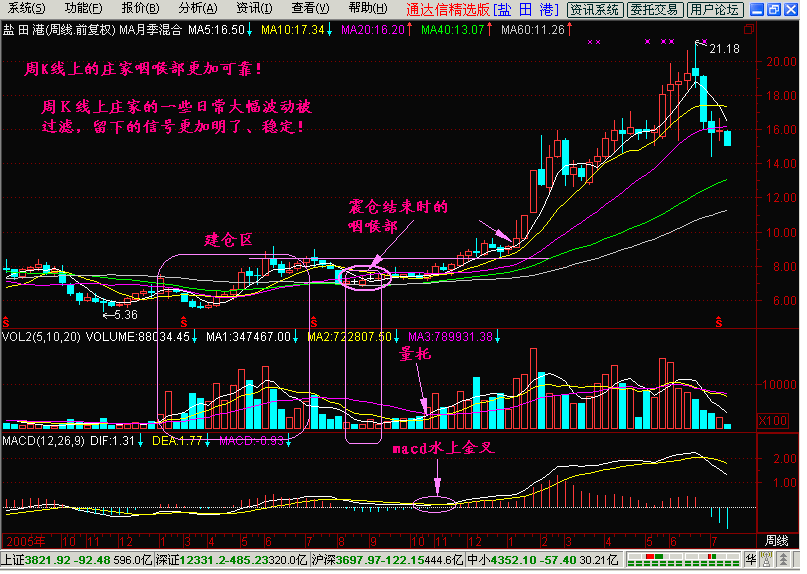 系统(S) 功能(F) 报价(B) 分析(A) 资讯(I) 查看(V) 帮助(H) 通达信精选版[盐 田 港] 资讯系统 委托交易 用户论坛
盐 田 港(周线.前复权) MA月季混合 MA5:16.50↓ MA10:17.34↓ MA20:16.20↑ MA40:13.07↑ MA60:11.26↑
21.18
周K线上的庄家咽喉部更加可靠!
周K线上庄家的一些日常大幅波动被
过滤,留下的信号更加明了、稳定!
20.00
18.00
16.00
14.00
12.00
10.00
8.00
6.00
震仓结束时的
咽喉部
建仓区
←5.36
VOL2(5,10,20) VOLUME:88034.45↓ MA1:347467.00↓ MA2:722807.50↓ MA3:789931.38↓
量托
10000
X100
MACD(12,26,9) DIF:1.31↓ DEA:1.77↓ MACD:-0.93↓
macd水上金叉
2.00
1.00
0.00
2005年 10 11 12 2 3 4 5 6 7 8 9 10 11 12 1 2 3 4 5 6 7 周线
上证3821.92 -92.48 596.0亿 深证12331.2 -485.23 320.0亿 沪深3697.97 -122.15 444.6亿 中小4352.10 -57.40 30.21亿 华